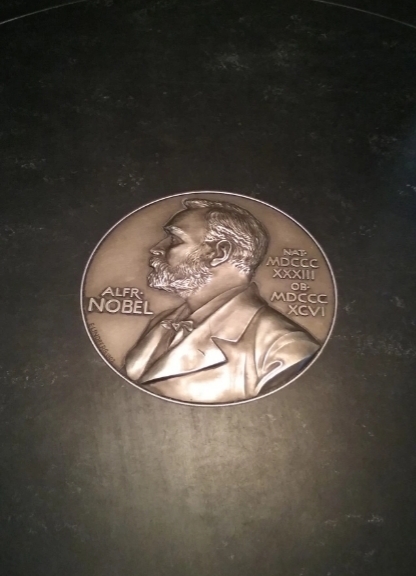 ALFR·
NOBEL
NAT·
MDCCC
XXXIII
OB·
MDCCC
XCVI